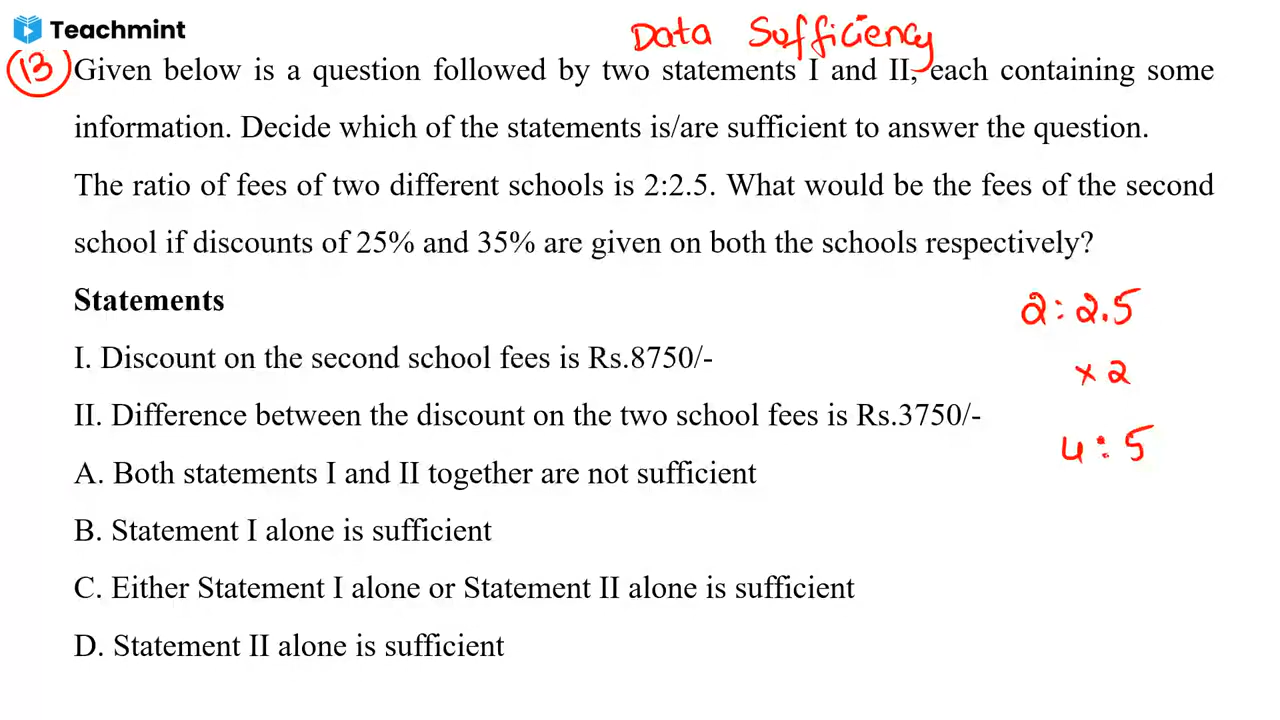 Teachmint
Data Sufficiency
13 Given below is a question followed by two statements I and II, each containing some
information. Decide which of the statements is/are sufficient to answer the question.
The ratio of fees of two different schools is 2:2.5. What would be the fees of the second
school if discounts of 25% and 35% are given on both the schools respectively?
Statements
2 : 2.5
I. Discount on the second school fees is Rs.8750/-
× 2
II. Difference between the discount on the two school fees is Rs.3750/-
4 : 5
A. Both statements I and II together are not sufficient
B. Statement I alone is sufficient
C. Either Statement I alone or Statement II alone is sufficient
D. Statement II alone is sufficient